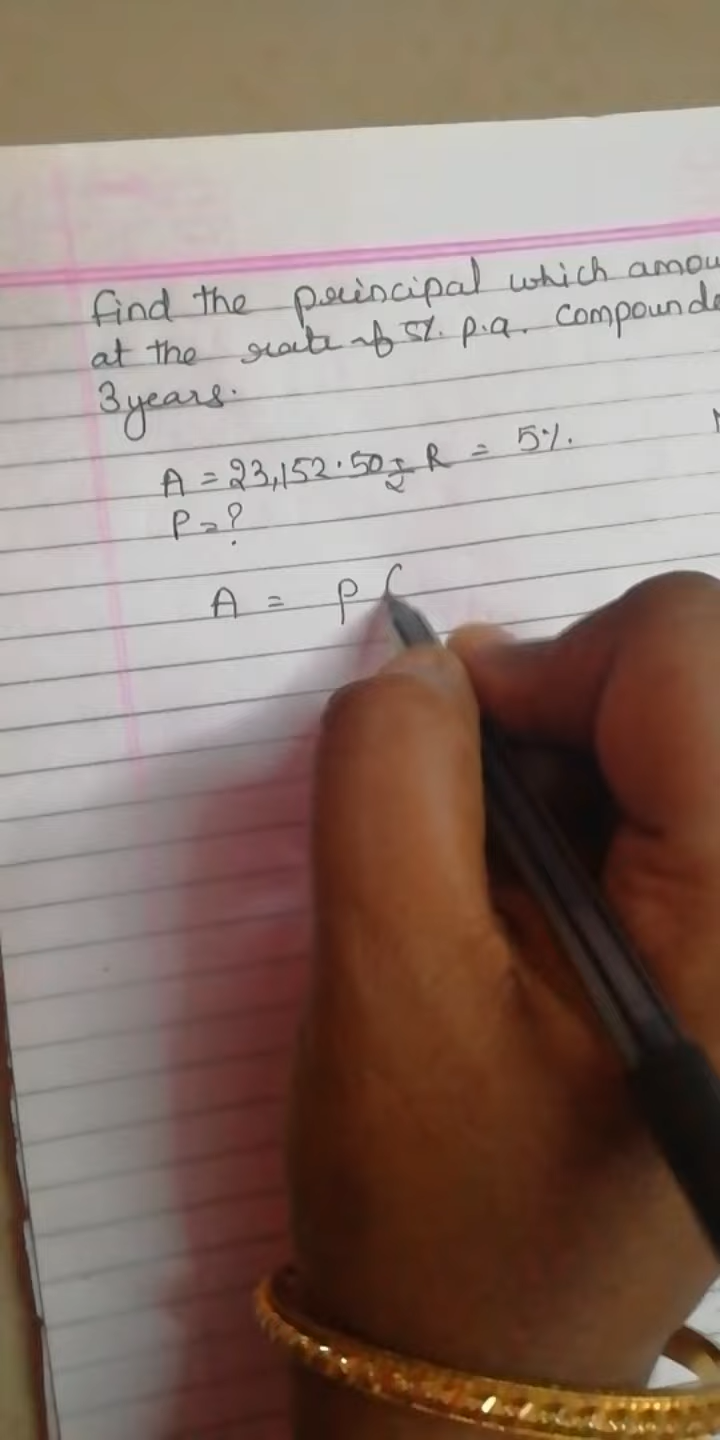 find the principal which amou
at the rate of 5%. p.a. Compounde
3 years.
A = 23,152.50 R = 5%.
P = ?
A = P (